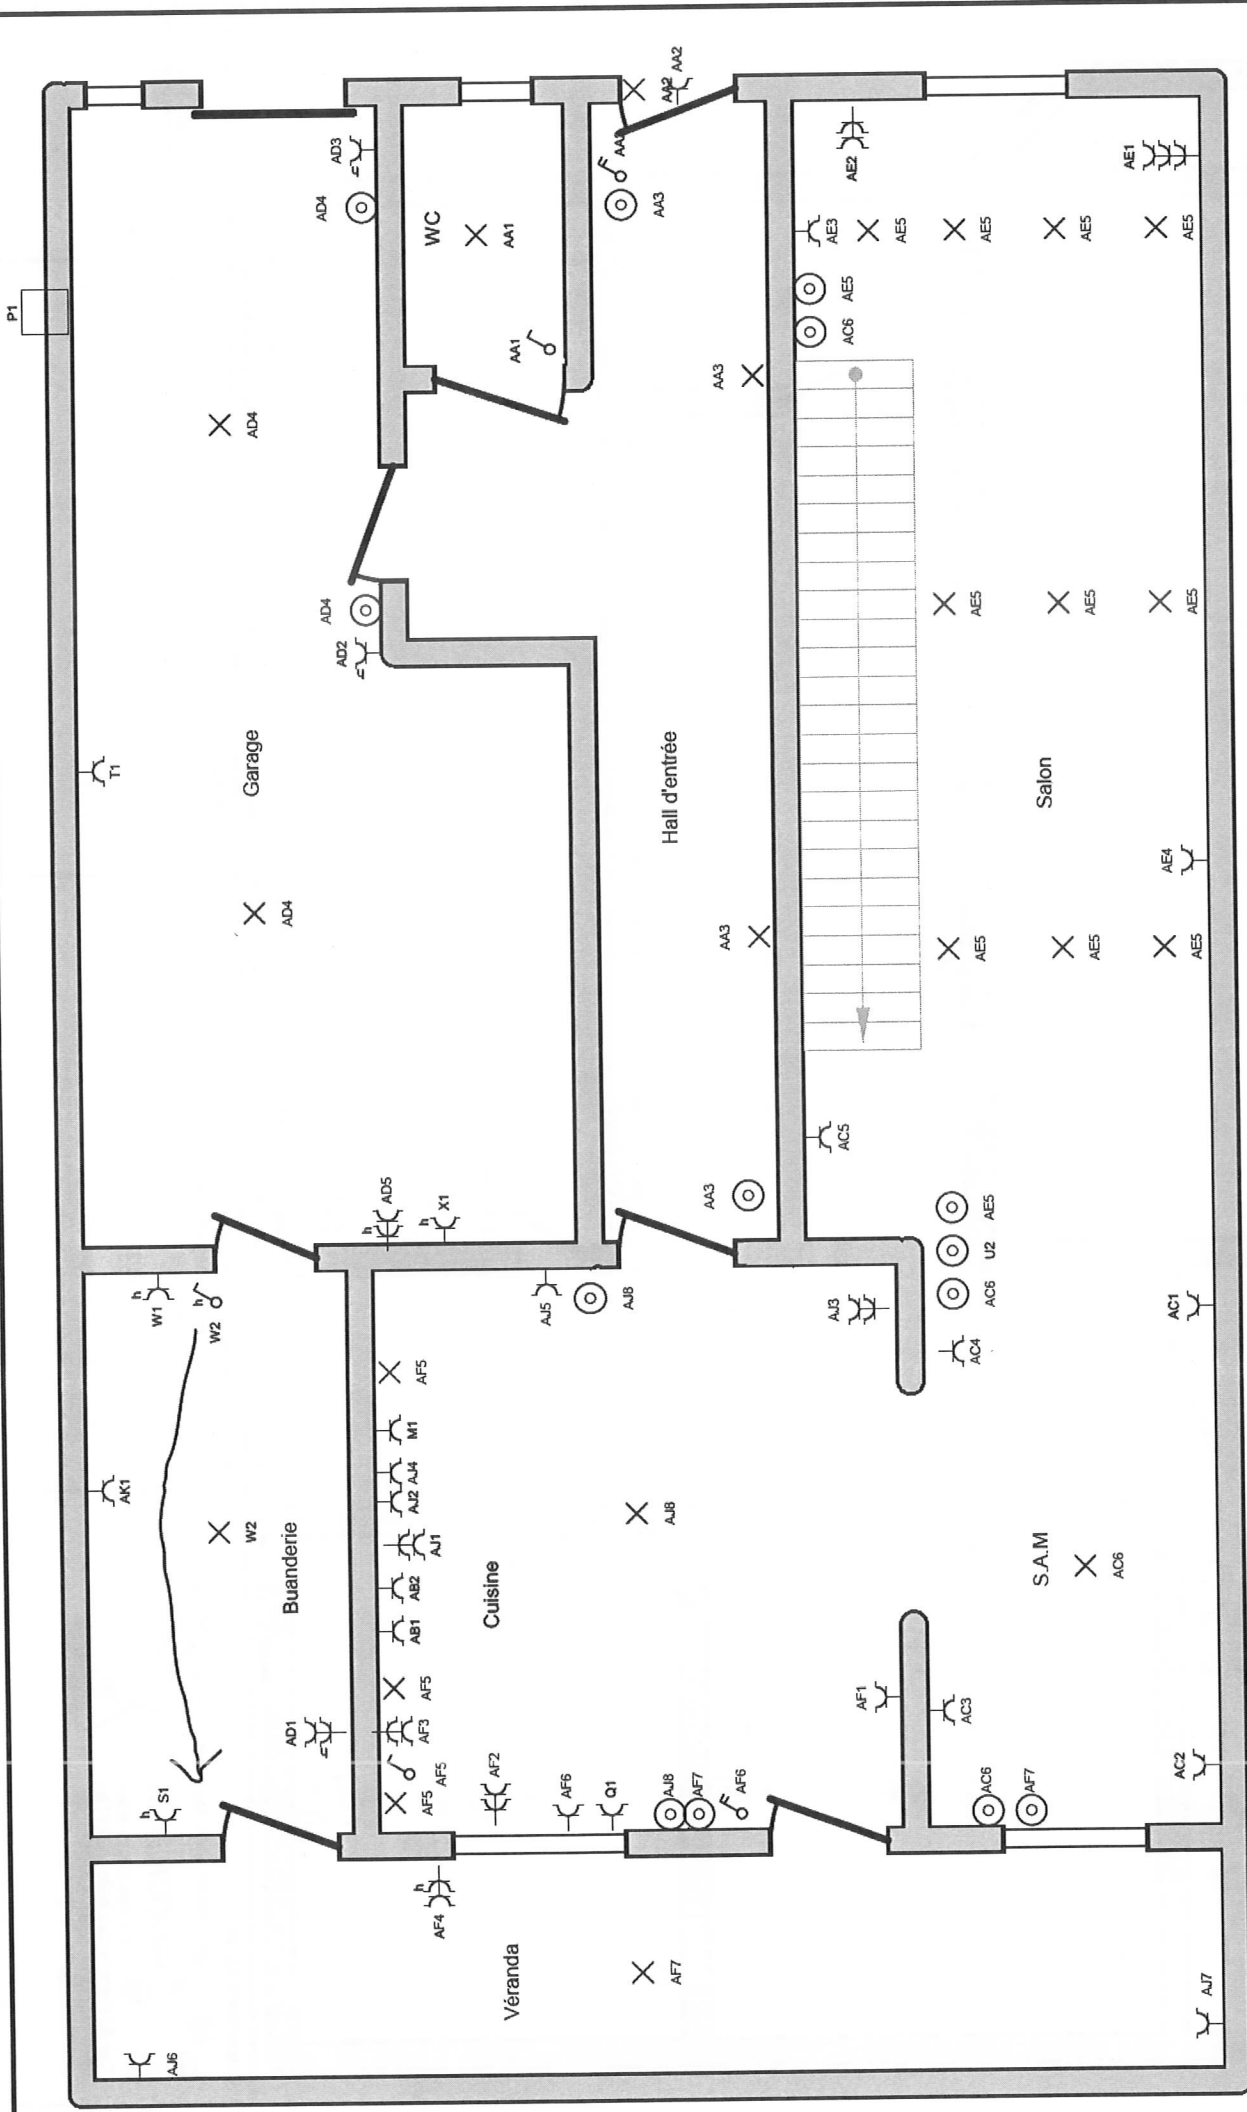 P1
AD3
AD4
WC
AA1
AA1
AA2
AA2
AA3
AE2
AE1
AE3
AE5
AE5
AE5
AE5
AE5
AC6
AA3
AD4
AD4
AD2
T1
Garage
Hall d'entrée
Salon
AE5
AE5
AE5
AE4
AD4
AA3
AE5
AE5
AE5
AC5
AD5
h
X1
h
AA3
AE5
U2
AC6
AC4
AC1
W1
h
W2
h
AJ5
AJ8
AJ3
AK1
W2
Buanderie
AF5
M1
AJ4
AJ2
AJ1
AB2
AB1
AF5
AF3
AF5
AF5
Cuisine
AJ8
S.A.M
AC6
AD1
S1
h
AF2
AF6
Q1
AJ8
AF7
AF6
AF1
AC3
AC6
AF7
AC2
AF4
h
Véranda
AF7
AJ6
AJ7